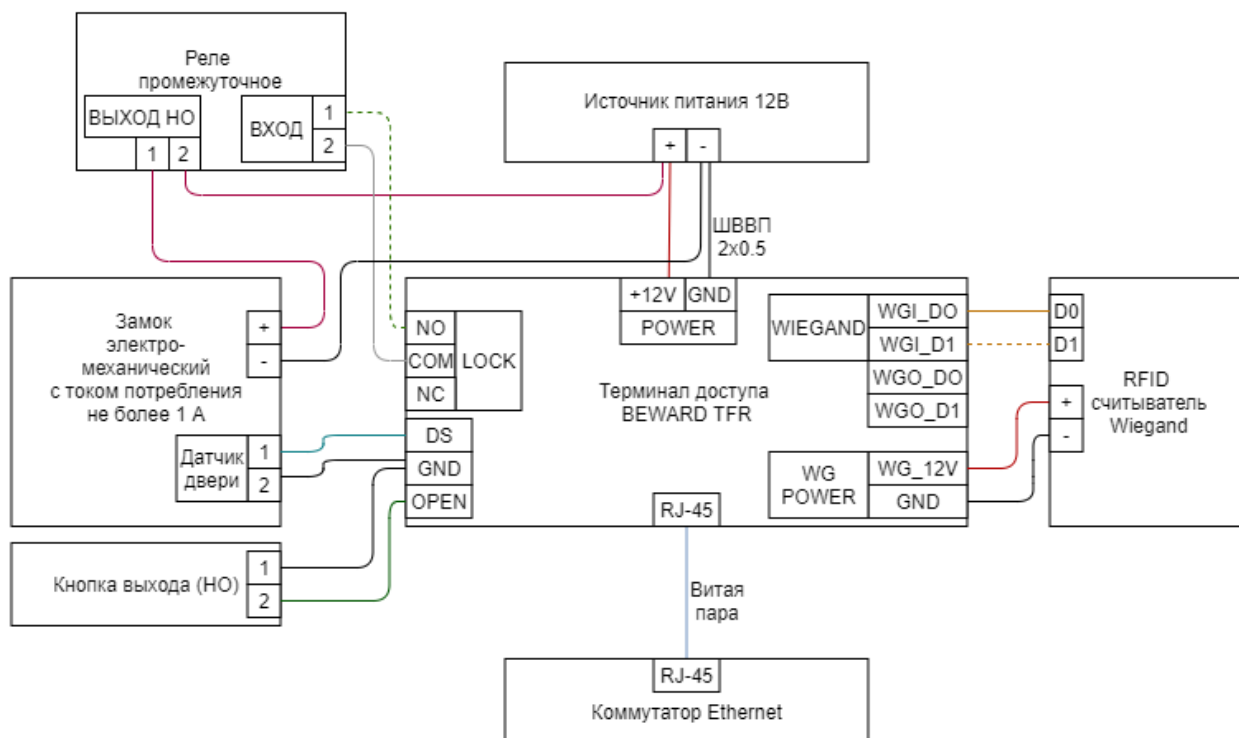 Реле
промежуточное
ВЫХОД НО
1
2
ВХОД
1
2
Источник питания 12В
+
-
ШВВП
2x0.5
Замок
электро-
механический
с током потребления
не более 1 А
+
-
Датчик
двери
1
2
Кнопка выхода (НО)
1
2
NO
COM
NC
LOCK
DS
GND
OPEN
+12V
GND
POWER
Терминал доступа
BEWARD TFR
WIEGAND
WGI_DO
WGI_D1
WGO_DO
WGO_D1
WG
POWER
WG_12V
GND
RJ-45
D0
D1
+
-
RFID
считыватель
Wiegand
Витая
пара
RJ-45
Коммутатор Ethernet